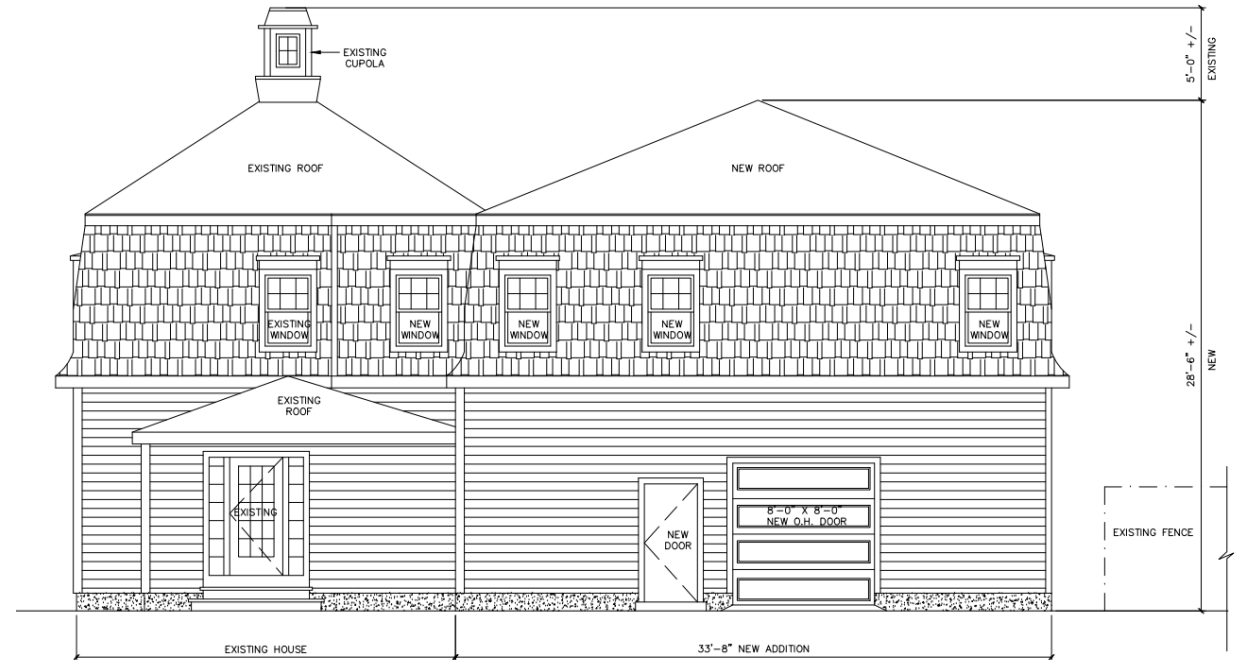 EXISTING
CUPOLA
5'-0" +/-
EXISTING
EXISTING ROOF
NEW ROOF
EXISTING
WINDOW
NEW
WINDOW
NEW
WINDOW
NEW
WINDOW
NEW
WINDOW
28'-6" +/-
NEW
EXISTING
ROOF
EXISTING
8'-0" X 8'-0"
NEW O.H. DOOR
NEW
DOOR
EXISTING FENCE
EXISTING HOUSE
33'-8" NEW ADDITION